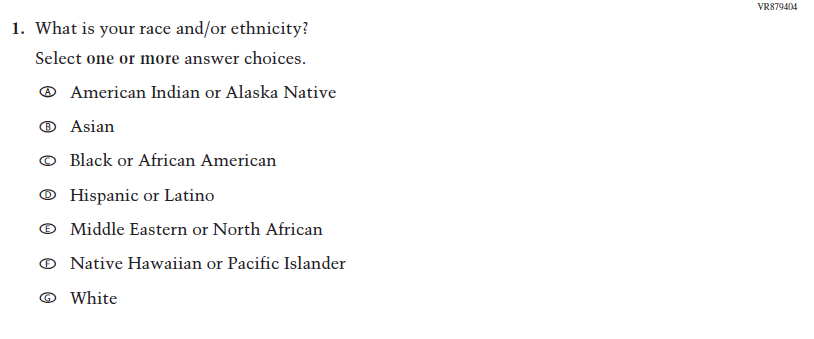 VR879404
1. What is your race and/or ethnicity?
Select one or more answer choices.
A American Indian or Alaska Native
B Asian
C Black or African American
D Hispanic or Latino
E Middle Eastern or North African
F Native Hawaiian or Pacific Islander
G White